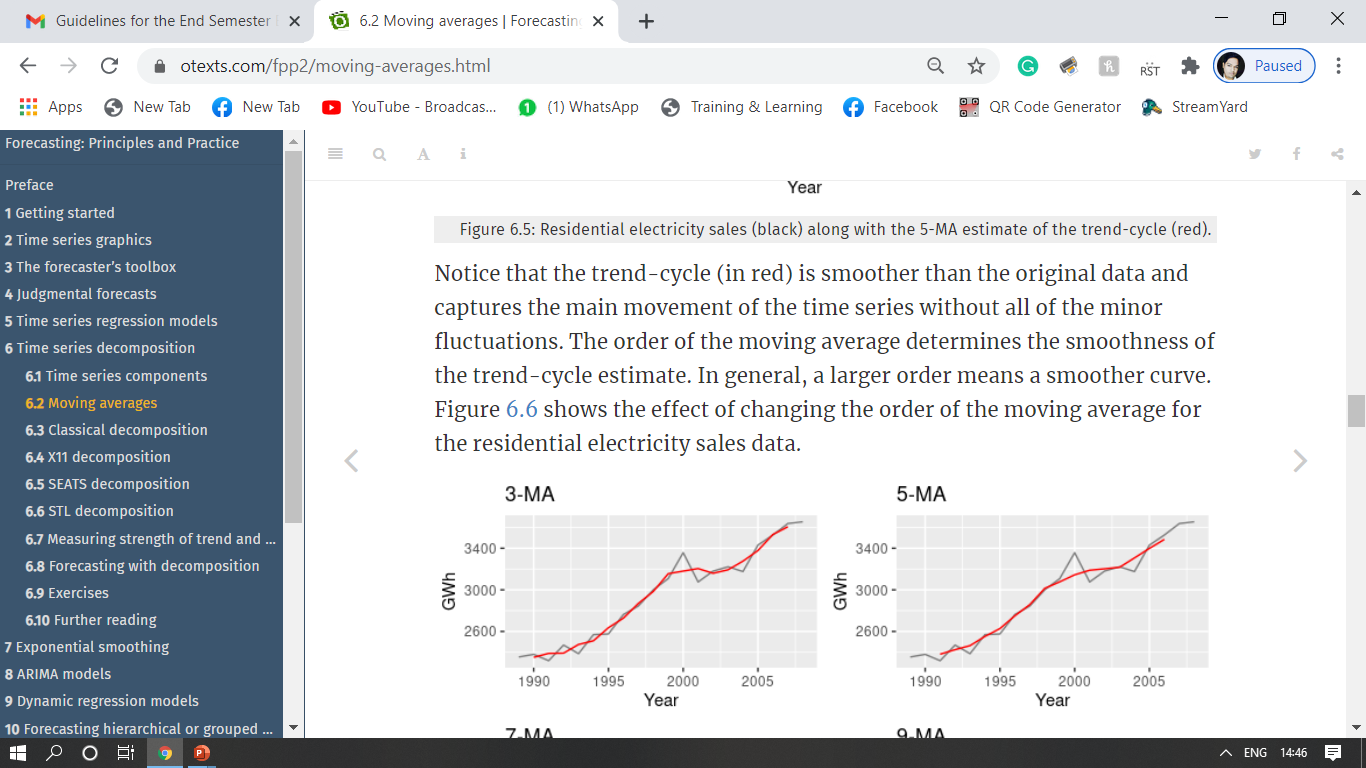 Guidelines for the End Semester
6.2 Moving averages | Forecasting
otexts.com/fpp2/moving-averages.html
RST
Paused
Apps
New Tab
New Tab
YouTube - Broadcas...
1
(1) WhatsApp
Training & Learning
Facebook
QR Code Generator
StreamYard
Forecasting: Principles and Practice
Preface
1 Getting started
2 Time series graphics
3 The forecaster's toolbox
4 Judgmental forecasts
5 Time series regression models
6 Time series decomposition
6.1 Time series components
6.2 Moving averages
6.3 Classical decomposition
6.4 X11 decomposition
6.5 SEATS decomposition
6.6 STL decomposition
6.7 Measuring strength of trend and ...
6.8 Forecasting with decomposition
6.9 Exercises
6.10 Further reading
7 Exponential smoothing
8 ARIMA models
9 Dynamic regression models
10 Forecasting hierarchical or grouped ...
A
i
Year
Figure 6.5: Residential electricity sales (black) along with the 5-MA estimate of the trend-cycle (red).
Notice that the trend-cycle (in red) is smoother than the original data and
captures the main movement of the time series without all of the minor
fluctuations. The order of the moving average determines the smoothness of
the trend-cycle estimate. In general, a larger order means a smoother curve.
Figure 6.6 shows the effect of changing the order of the moving average for
the residential electricity sales data.
3-MA
3400
3000
2600
GWh
1990 1995 2000 2005
Year
5-MA
3400
3000
2600
GWh
1990 1995 2000 2005
Year
7-MA
9-MA
ENG
14:46